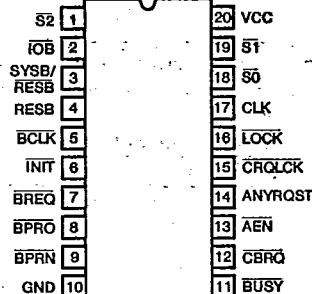 S2 1
IOB 2
SYSB/
RESB 3
RESB 4
BCLK 5
INIT 6
BREQ 7
BPRO 8
BPRN 9
GND 10
20 VCC
19 S1
18 S0
17 CLK
16 LOCK
15 CRQLCK
14 ANYRQST
13 AEN
12 CBRQ
11 BUSY